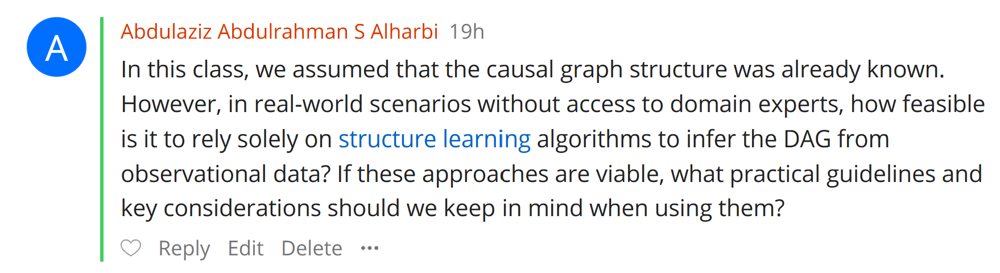 A
Abdulaziz Abdulrahman S Alharbi 19h
In this class, we assumed that the causal graph structure was already known.
However, in real-world scenarios without access to domain experts, how feasible
is it to rely solely on structure learning algorithms to infer the DAG from
observational data? If these approaches are viable, what practical guidelines and
key considerations should we keep in mind when using them?
Reply Edit Delete ···